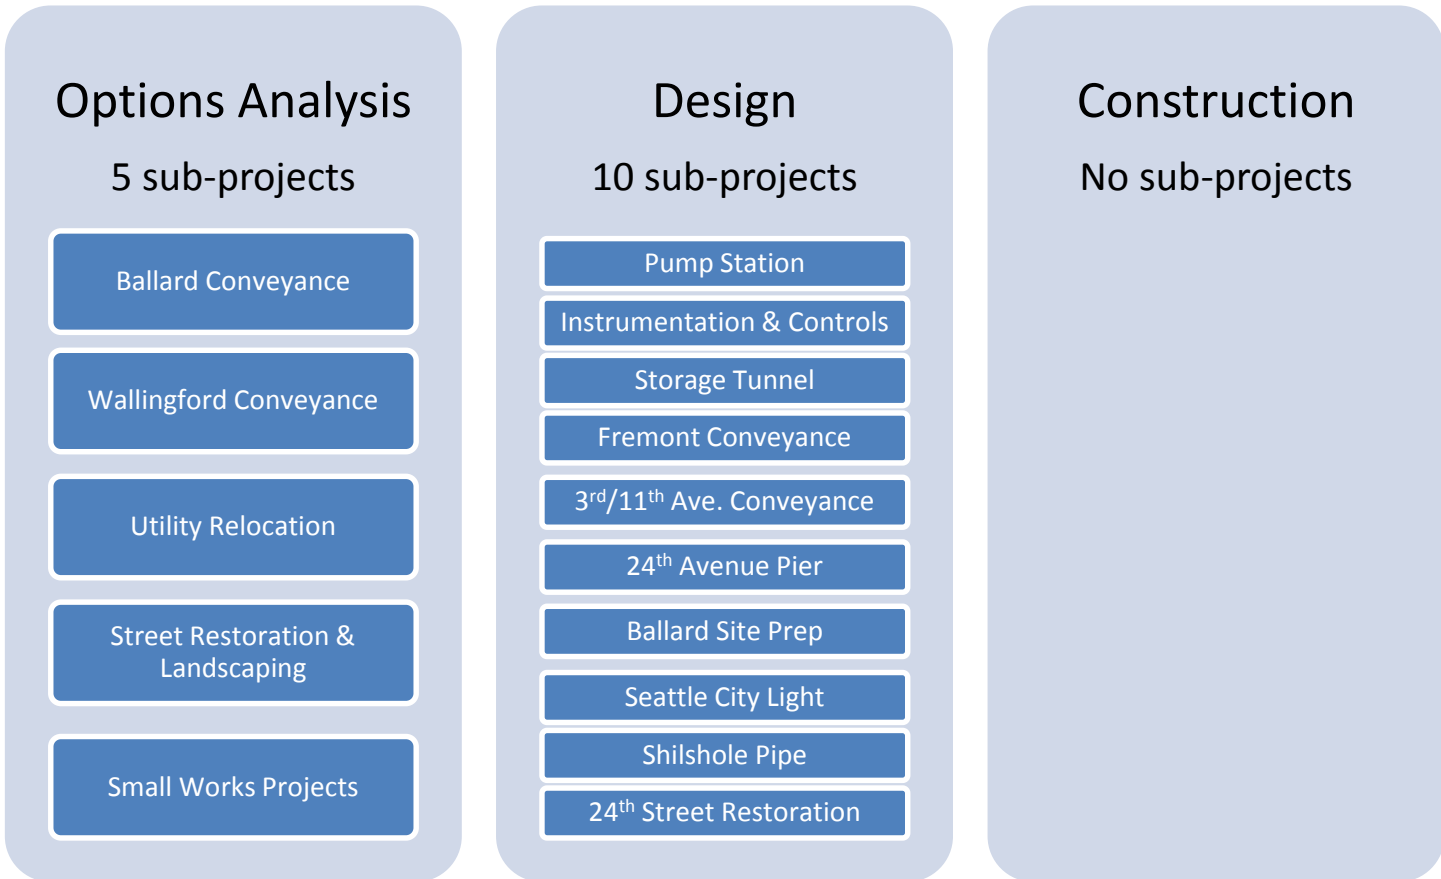 Options Analysis
5 sub-projects
Ballard Conveyance
Wallingford Conveyance
Utility Relocation
Street Restoration &
Landscaping
Small Works Projects
Design
10 sub-projects
Pump Station
Instrumentation & Controls
Storage Tunnel
Fremont Conveyance
3rd/11th Ave. Conveyance
24th Avenue Pier
Ballard Site Prep
Seattle City Light
Shilshole Pipe
24th Street Restoration
Construction
No sub-projects